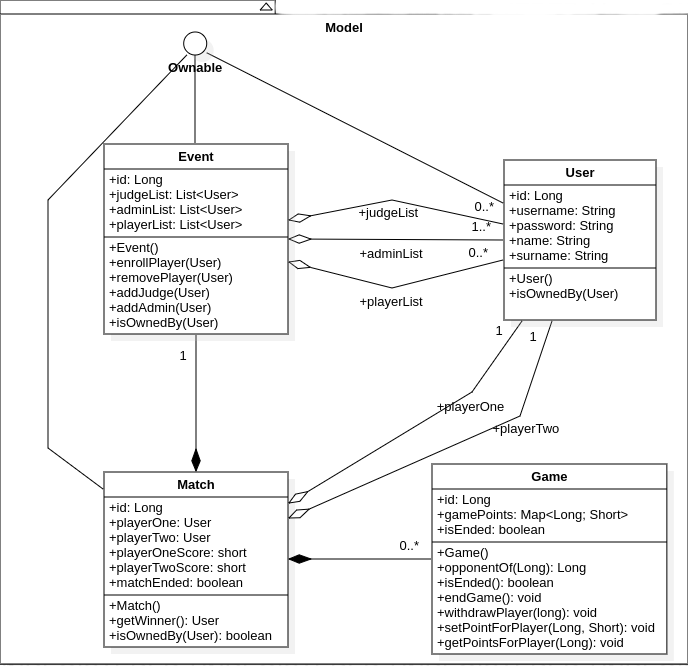 Model
Ownable
Event
+id: Long
+judgeList: List<User>
+adminList: List<User>
+playerList: List<User>
+Event()
+enrollPlayer(User)
+removePlayer(User)
+addJudge(User)
+addAdmin(User)
+isOwnedBy(User)
+judgeList
0..*
1..*
+adminList
0..*
+playerList
User
+id: Long
+username: String
+password: String
+name: String
+surname: String
+User()
+isOwnedBy(User)
1
1
1
+playerOne
+playerTwo
Match
+id: Long
+playerOne: User
+playerTwo: User
+playerOneScore: short
+playerTwoScore: short
+matchEnded: boolean
+Match()
+getWinner(): User
+isOwnedBy(User): boolean
0..*
Game
+id: Long
+gamePoints: Map<Long; Short>
+isEnded: boolean
+Game()
+opponentOf(Long): Long
+isEnded(): boolean
+endGame(): void
+withdrawPlayer(long): void
+setPointForPlayer(Long, Short): void
+getPointsForPlayer(Long): void